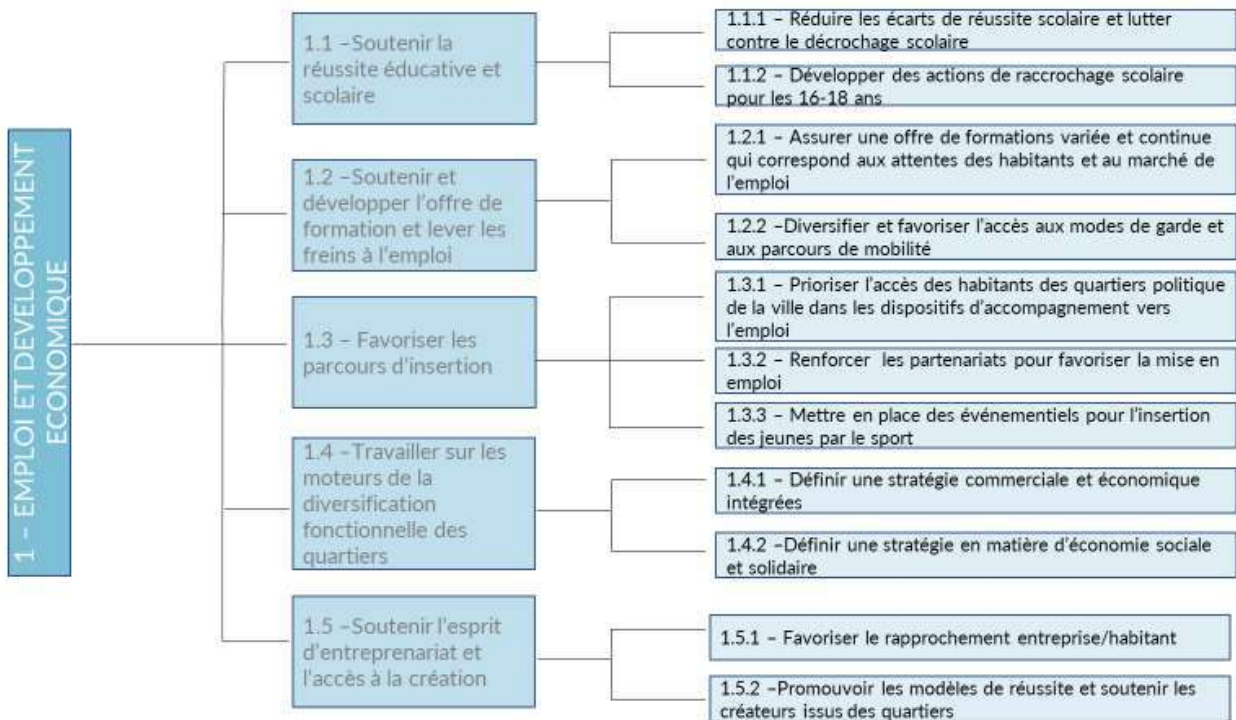 1 – EMPLOI ET DEVELOPPEMENT
ECONOMIQUE
1.1 –Soutenir la
réussite éducative et
scolaire
1.1.1 – Réduire les écarts de réussite scolaire et lutter
contre le décrochage scolaire
1.1.2 – Développer des actions de raccrochage scolaire
pour les 16-18 ans
1.2 –Soutenir et
développer l'offre de
formation et lever les
freins à l'emploi
1.2.1 – Assurer une offre de formations variée et continue
qui correspond aux attentes des habitants et au marché de
l'emploi
1.2.2 –Diversifier et favoriser l'accès aux modes de garde et
aux parcours de mobilité
1.3 – Favoriser les
parcours d'insertion
1.3.1 – Prioriser l'accès des habitants des quartiers politique
de la ville dans les dispositifs d'accompagnement vers
l'emploi
1.3.2 – Renforcer les partenariats pour favoriser la mise en
emploi
1.3.3 – Mettre en place des événementiels pour l'insertion
des jeunes par le sport
1.4 –Travailler sur les
moteurs de la
diversification
fonctionnelle des
quartiers
1.4.1 – Définir une stratégie commerciale et économique
intégrées
1.4.2 –Définir une stratégie en matière d'économie sociale
et solidaire
1.5 –Soutenir l'esprit
d'entreprenariat et
l'accès à la création
1.5.1 – Favoriser le rapprochement entreprise/habitant
1.5.2 –Promouvoir les modèles de réussite et soutenir les
créateurs issus des quartiers